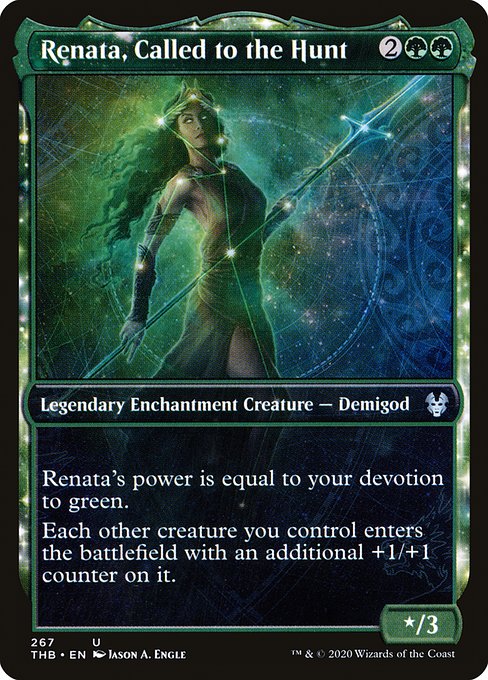 Renata, Called to the Hunt 2
Legendary Enchantment Creature — Demigod
Renata's power is equal to your devotion
to green.
Each other creature you control enters
the battlefield with an additional +1/+1
counter on it.
★/3
267 U
THB • EN Jason A. Engle
™ & © 2020 Wizards of the Coast